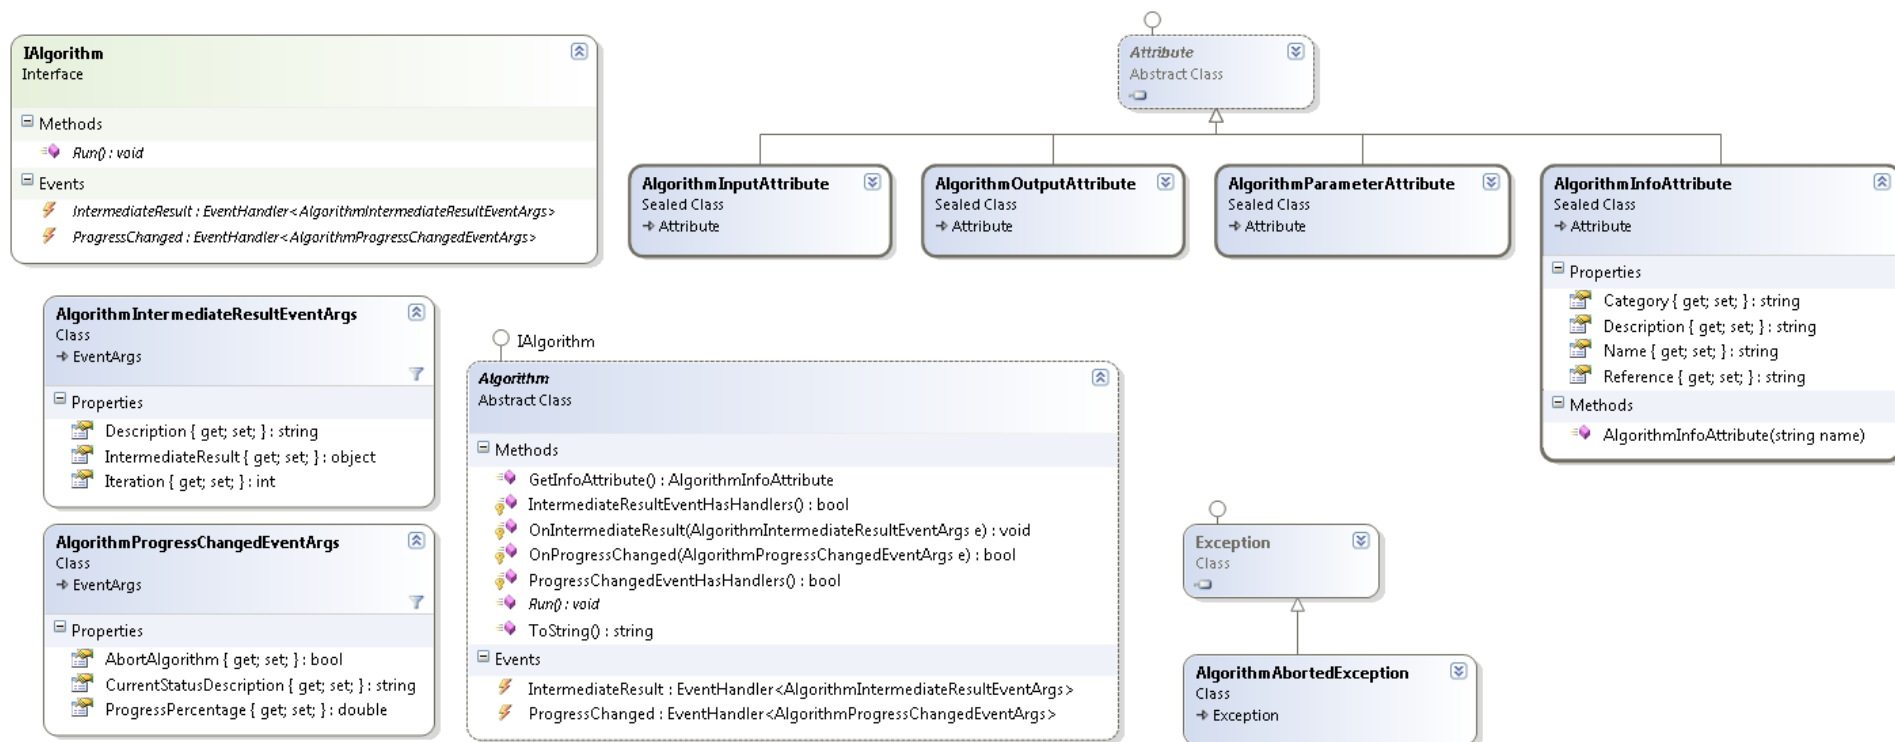 IAlgorithm
Interface
Methods
Run() : void
Events
IntermediateResult : EventHandler<AlgorithmIntermediateResultEventArgs>
ProgressChanged : EventHandler<AlgorithmProgressChangedEventArgs>
Attribute
Abstract Class
AlgorithmInputAttribute
Sealed Class
Attribute
AlgorithmOutputAttribute
Sealed Class
Attribute
AlgorithmParameterAttribute
Sealed Class
Attribute
AlgorithmInfoAttribute
Sealed Class
Attribute
Properties
Category { get; set; } : string
Description { get; set; } : string
Name { get; set; } : string
Reference { get; set; } : string
Methods
AlgorithmInfoAttribute(string name)
AlgorithmIntermediateResultEventArgs
Class
EventArgs
Properties
Description { get; set; } : string
IntermediateResult { get; set; } : object
Iteration { get; set; } : int
AlgorithmProgressChangedEventArgs
Class
EventArgs
Properties
AbortAlgorithm { get; set; } : bool
CurrentStatusDescription { get; set; } : string
ProgressPercentage { get; set; } : double
IAlgorithm
Algorithm
Abstract Class
Methods
GetInfoAttribute() : AlgorithmInfoAttribute
IntermediateResultEventHasHandlers() : bool
OnIntermediateResult(AlgorithmIntermediateResultEventArgs e) : void
OnProgressChanged(AlgorithmProgressChangedEventArgs e) : bool
ProgressChangedEventHasHandlers() : bool
Run() : void
ToString() : string
Events
IntermediateResult : EventHandler<AlgorithmIntermediateResultEventArgs>
ProgressChanged : EventHandler<AlgorithmProgressChangedEventArgs>
Exception
Class
AlgorithmAbortedException
Class
Exception